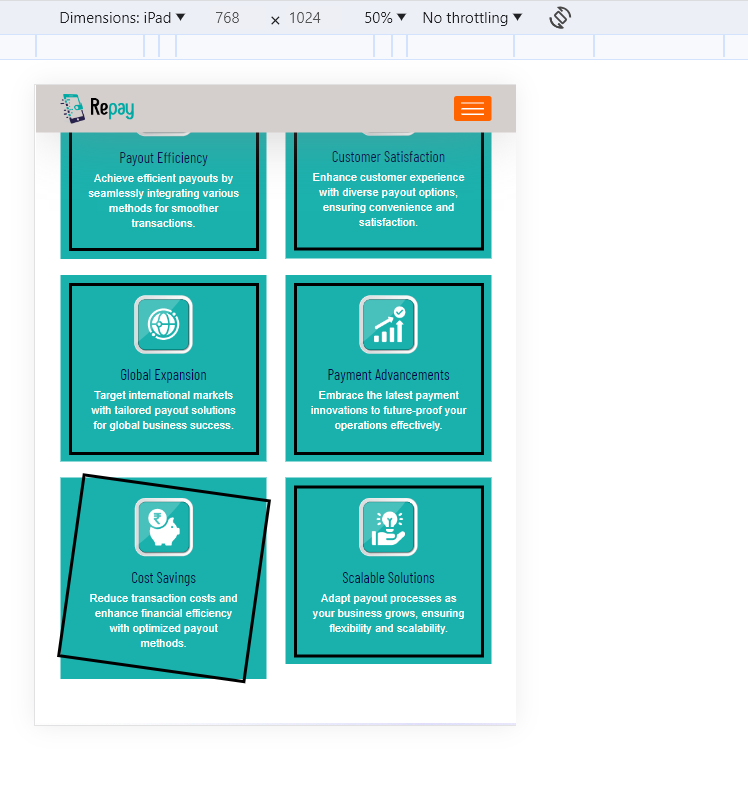 Dimensions: iPad ▼ 768 × 1024 50% ▼ No throttling ▼
Repay
Payout Efficiency
Achieve efficient payouts by
seamlessly integrating various
methods for smoother
transactions.
Customer Satisfaction
Enhance customer experience
with diverse payout options,
ensuring convenience and
satisfaction.
Global Expansion
Target international markets
with tailored payout solutions
for global business success.
Payment Advancements
Embrace the latest payment
innovations to future-proof your
operations effectively.
₹
Cost Savings
Reduce transaction costs and
enhance financial efficiency
with optimized payout
methods.
Scalable Solutions
Adapt payout processes as
your business grows, ensuring
flexibility and scalability.